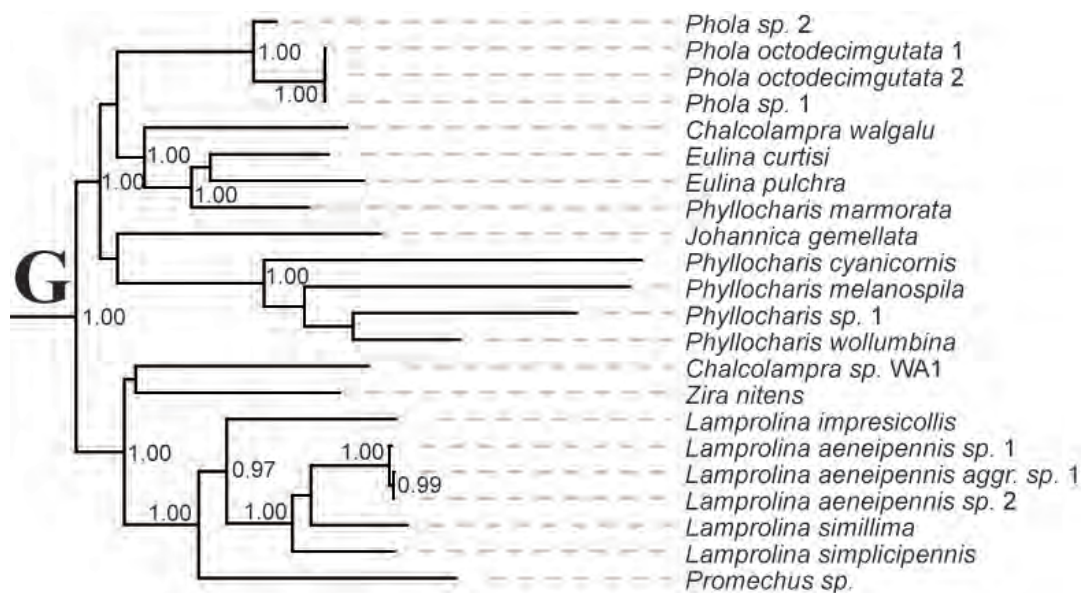 Phola sp. 2
1.00
Phola octodecimgutata 1
Phola octodecimgutata 2
1.00
Phola sp. 1
Chalcolampra walgalu
1.00
Eulina curtisi
1.00
Eulina pulchra
1.00
Phyllocharis marmorata
Johannica gemellata
G
Phyllocharis cyanicornis
1.00
Phyllocharis melanospila
1.00
Phyllocharis sp. 1
Phyllocharis wollumbina
Chalcolampra sp. WA1
Zira nitens
Lamprolina impresicollis
1,00
1.00
Lamprolina aeneipennis sp. 1
0.97
Lamprolina aeneipennis aggr. sp. 1
0.99
Lamprolina aeneipennis sp. 2
1.00
1.00
Lamprolina simillima
Lamprolina simplicipennis
Promechus sp.